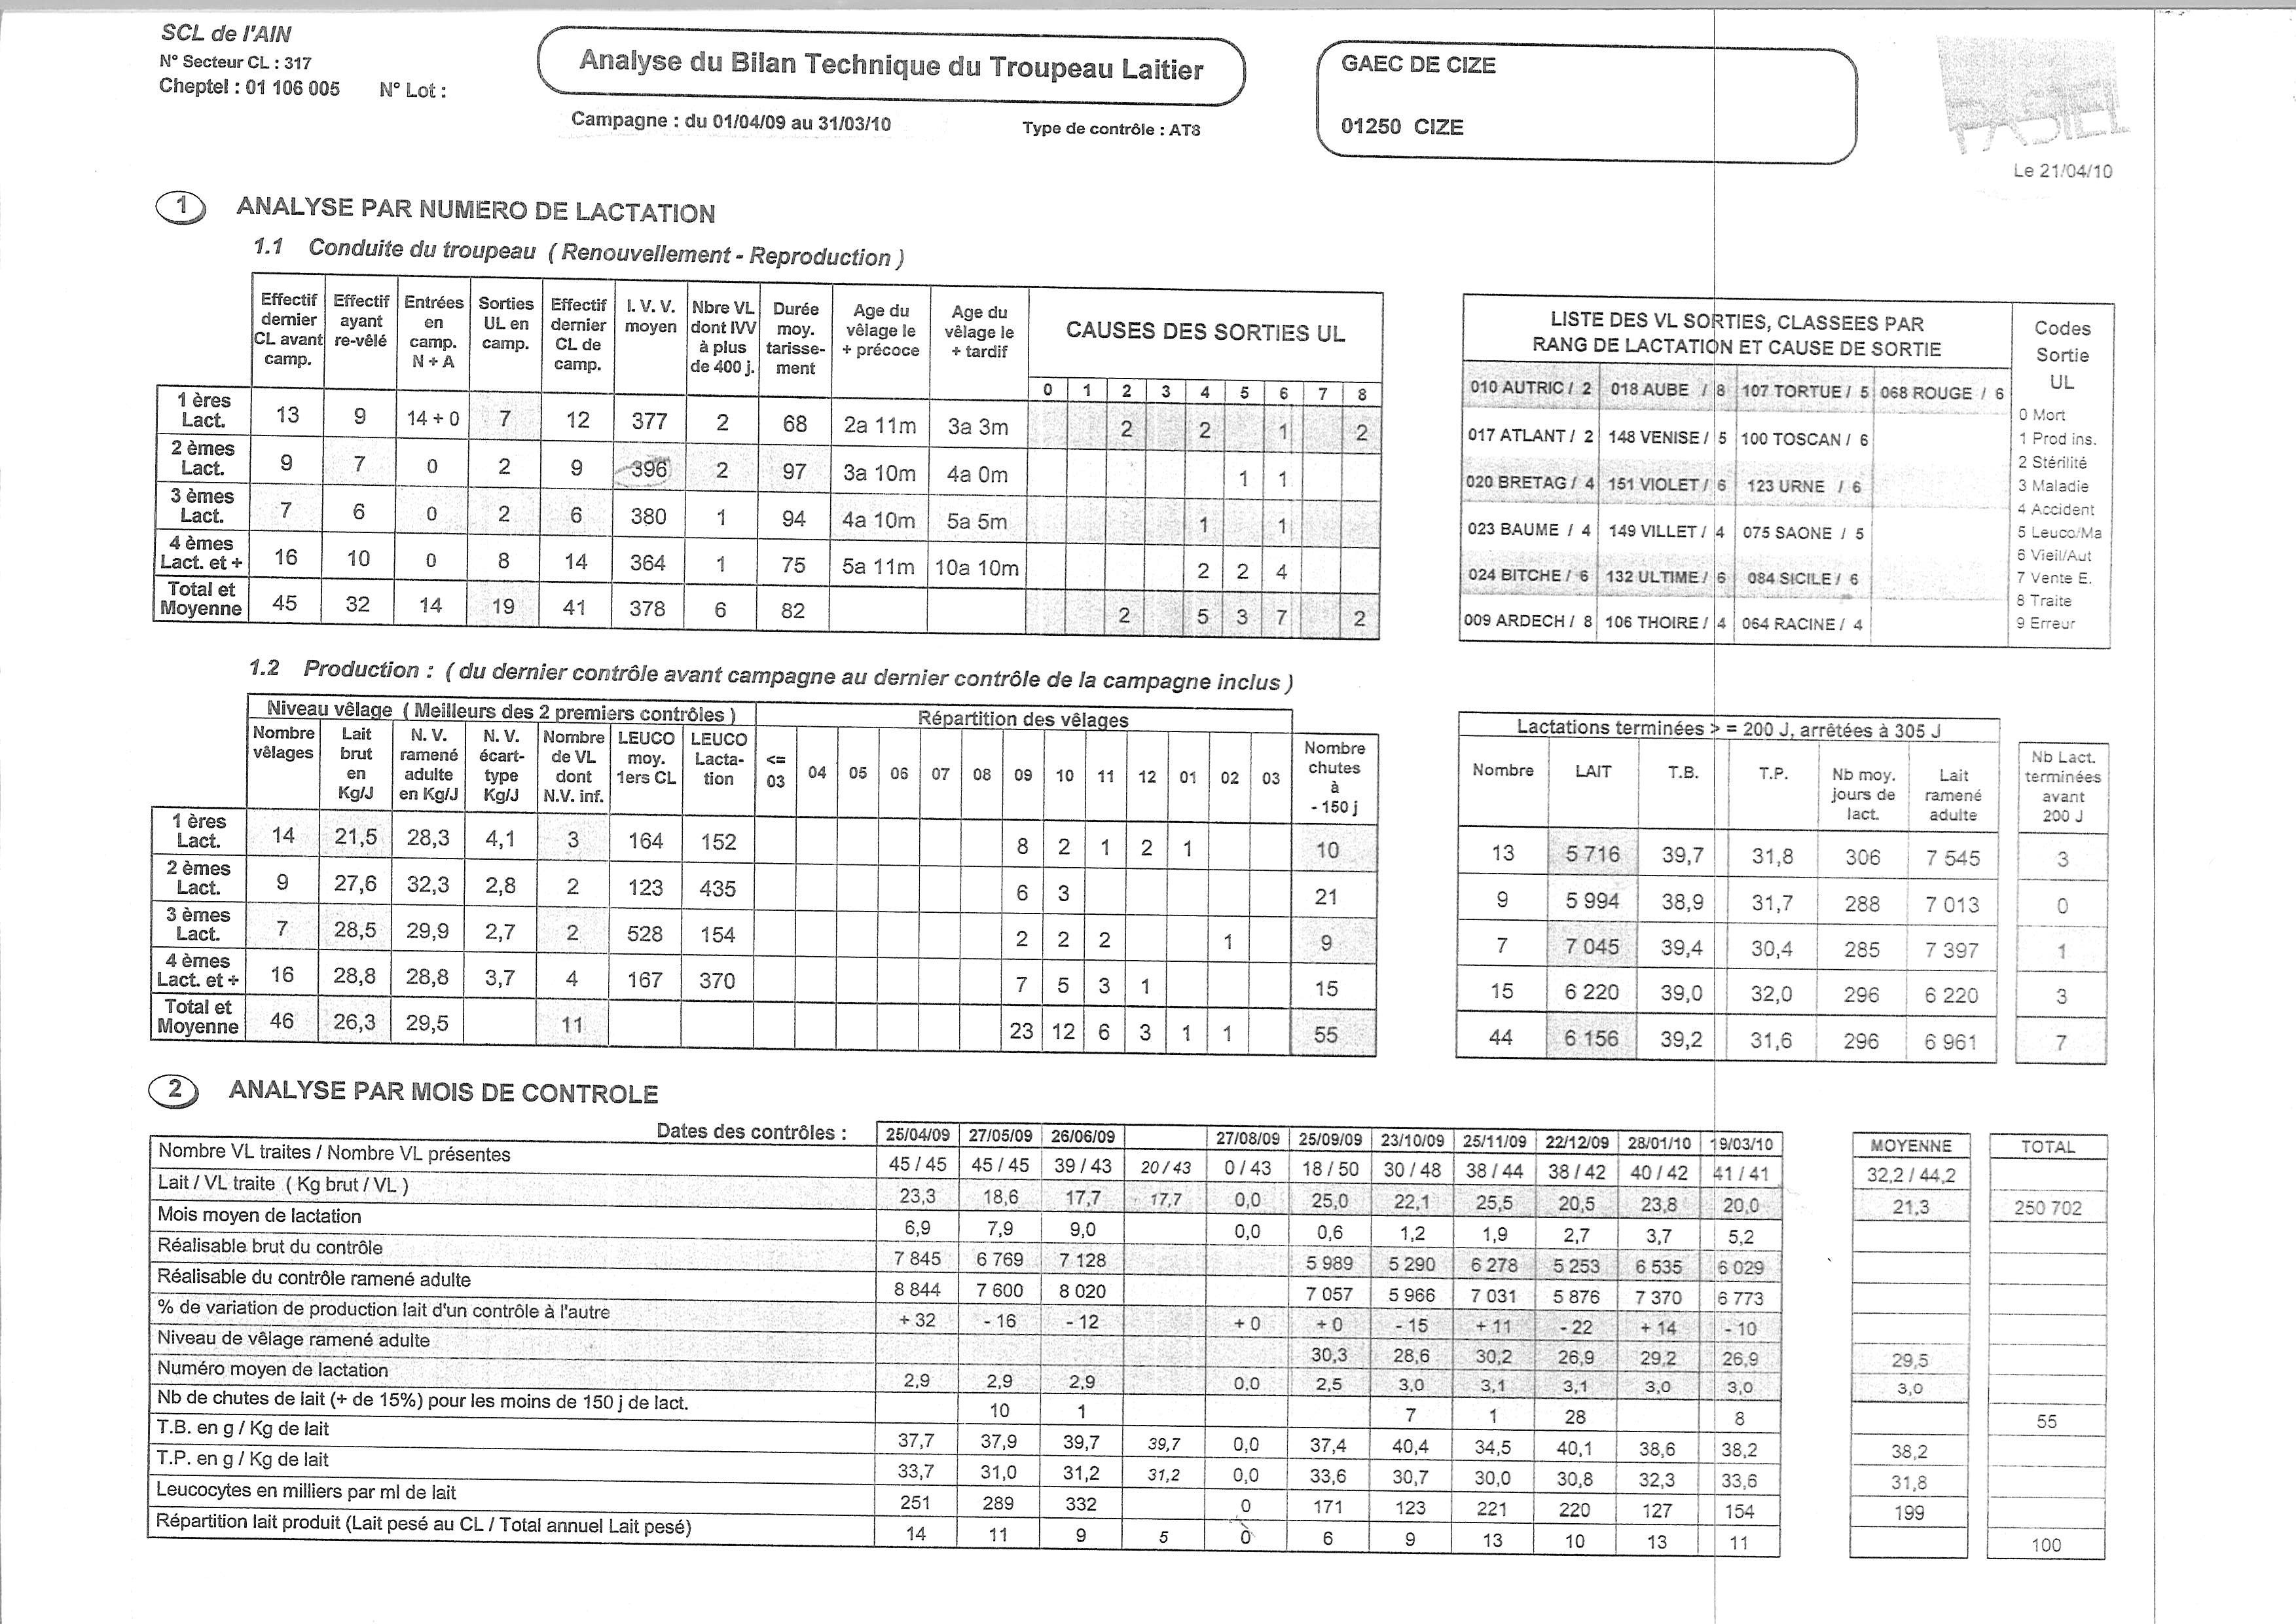 SCL de l'AIN
N° Secteur CL : 317
Cheptel : 01 106 005 N° Lot :
Analyse du Bilan Technique du Troupeau Laitier
Campagne : du 01/04/09 au 31/03/10 Type de contrôle : AT8
GAEC DE CIZE
01250 CIZE
Le 21/04/10
1 ANALYSE PAR NUMERO DE LACTATION
1.1 Conduite du troupeau ( Renouvellement - Reproduction )
Effectif dernier CL avant camp. | Effectif ayant re-vêlé | Entrées en camp. N + A | Sorties UL en camp. | Effectif dernier CL de camp. | I. V. V. moyen | Nbre VL dont IVV à plus de 400 j. | Durée moy. tarisse-ment | Age du vêlage le + précoce | Age du vêlage le + tardif | CAUSES DES SORTIES UL
0 1 2 3 4 5 6 7 8
1 ères Lact. 13 9 14 + 0 7 12 377 2 68 2a 11m 3a 3m 2 2 1 2
2 èmes Lact. 9 7 0 2 9 396 2 97 3a 10m 4a 0m 1 1
3 èmes Lact. 7 6 0 2 6 380 1 94 4a 10m 5a 5m 1 1
4 èmes Lact. et + 16 10 0 8 14 364 1 75 5a 11m 10a 10m 2 2 4
Total et Moyenne 45 32 14 19 41 378 6 82 2 5 3 7 2
LISTE DES VL SORTIES, CLASSEES PAR
RANG DE LACTATION ET CAUSE DE SORTIE
010 AUTRIC / 2 018 AUBE / 8 107 TORTUE / 5 068 ROUGE / 6
017 ATLANT / 2 148 VENISE / 5 100 TOSCAN / 6
020 BRETAG / 4 151 VIOLET / 6 123 URNE / 6
023 BAUME / 4 149 VILLET / 4 075 SAONE / 5
024 BITCHE / 6 132 ULTIME / 6 084 SICILE / 6
009 ARDECH / 8 106 THOIRE / 4 064 RACINE / 4
Codes
Sortie
UL
0 Mort
1 Prod ins.
2 Stérilité
3 Maladie
4 Accident
5 Leuco/Ma
6 Vieil/Aut
7 Vente E.
8 Traite
9 Erreur
1.2 Production : ( du dernier contrôle avant campagne au dernier contrôle de la campagne inclus )
Niveau vêlage ( Meilleurs des 2 premiers contrôles ) Répartition des vêlages
Nombre vêlages | Lait brut en Kg/J | N. V. ramené adulte en Kg/J | N. V. écart-type Kg/J | Nombre de VL dont N.V. inf. | LEUCO moy. 1ers CL | LEUCO Lacta-tion | <= 03 | 04 | 05 | 06 | 07 | 08 | 09 | 10 | 11 | 12 | 01 | 02 | 03 | Nombre chutes à - 150 j
1 ères Lact. 14 21,5 28,3 4,1 3 164 152 8 2 1 2 1 10
2 èmes Lact. 9 27,6 32,3 2,8 2 123 435 6 3 21
3 èmes Lact. 7 28,5 29,9 2,7 2 528 154 2 2 2 1 9
4 èmes Lact. et + 16 28,8 28,8 3,7 4 167 370 7 5 3 1 15
Total et Moyenne 46 26,3 29,5 11 23 12 6 3 1 1 55
Lactations terminées > = 200 J, arrêtées à 305 J
Nombre | LAIT | T.B. | T.P. | Nb moy. jours de lact. | Lait ramené adulte | Nb Lact. terminées avant 200 J
13 5 716 39,7 31,8 306 7 545 3
9 5 994 38,9 31,7 288 7 013 0
7 7 045 39,4 30,4 285 7 397 1
15 6 220 39,0 32,0 296 6 220 3
44 6 156 39,2 31,6 296 6 961 7
2 ANALYSE PAR MOIS DE CONTROLE
Dates des contrôles : 25/04/09 27/05/09 26/06/09 27/08/09 25/09/09 23/10/09 25/11/09 22/12/09 28/01/10 19/03/10 MOYENNE TOTAL
Nombre VL traites / Nombre VL présentes 45 / 45 45 / 45 39 / 43 20 / 43 0 / 43 18 / 50 30 / 48 38 / 44 38 / 42 40 / 42 41 / 41 32,2 / 44,2
Lait / VL traite ( Kg brut / VL ) 23,3 18,6 17,7 17,7 0,0 25,0 22,1 25,5 20,5 23,8 20,0 21,3 250 702
Mois moyen de lactation 6,9 7,9 9,0 0,0 0,6 1,2 1,9 2,7 3,7 5,2
Réalisable brut du contrôle 7 845 6 769 7 128 5 989 5 290 6 278 5 253 6 535 6 029
Réalisable du contrôle ramené adulte 8 844 7 600 8 020 7 057 5 966 7 031 5 876 7 370 6 773
% de variation de production lait d'un contrôle à l'autre + 32 - 16 - 12 + 0 + 0 - 15 + 11 - 22 + 14 - 10
Niveau de vêlage ramené adulte 30,3 28,6 30,2 26,9 29,2 26,9 29,5
Numéro moyen de lactation 2,9 2,9 2,9 0,0 2,5 3,0 3,1 3,1 3,0 3,0 3,0
Nb de chutes de lait (+ de 15%) pour les moins de 150 j de lact. 10 1 7 1 28 8 55
T.B. en g / Kg de lait 37,7 37,9 39,7 39,7 0,0 37,4 40,4 34,5 40,1 38,6 38,2 38,2
T.P. en g / Kg de lait 33,7 31,0 31,2 31,2 0,0 33,6 30,7 30,0 30,8 32,3 33,6 31,8
Leucocytes en milliers par ml de lait 251 289 332 0 171 123 221 220 127 154 199
Répartition lait produit (Lait pesé au CL / Total annuel Lait pesé) 14 11 9 5 0 6 9 13 10 13 11 100